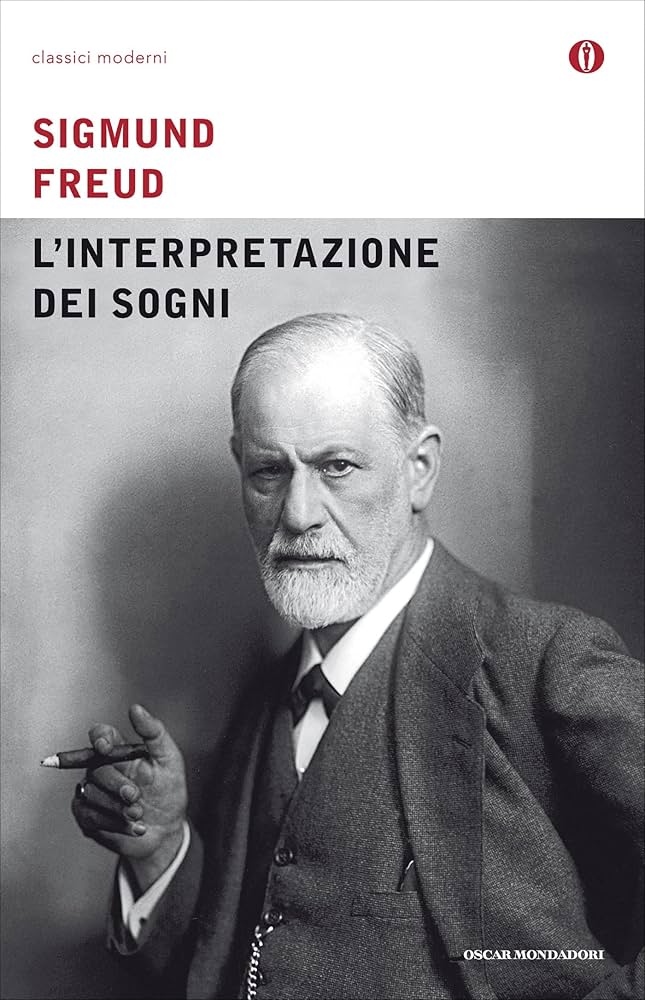 classici moderni
SIGMUND
FREUD
L'INTERPRETAZIONE
DEI SOGNI
OSCAR MONDADORI